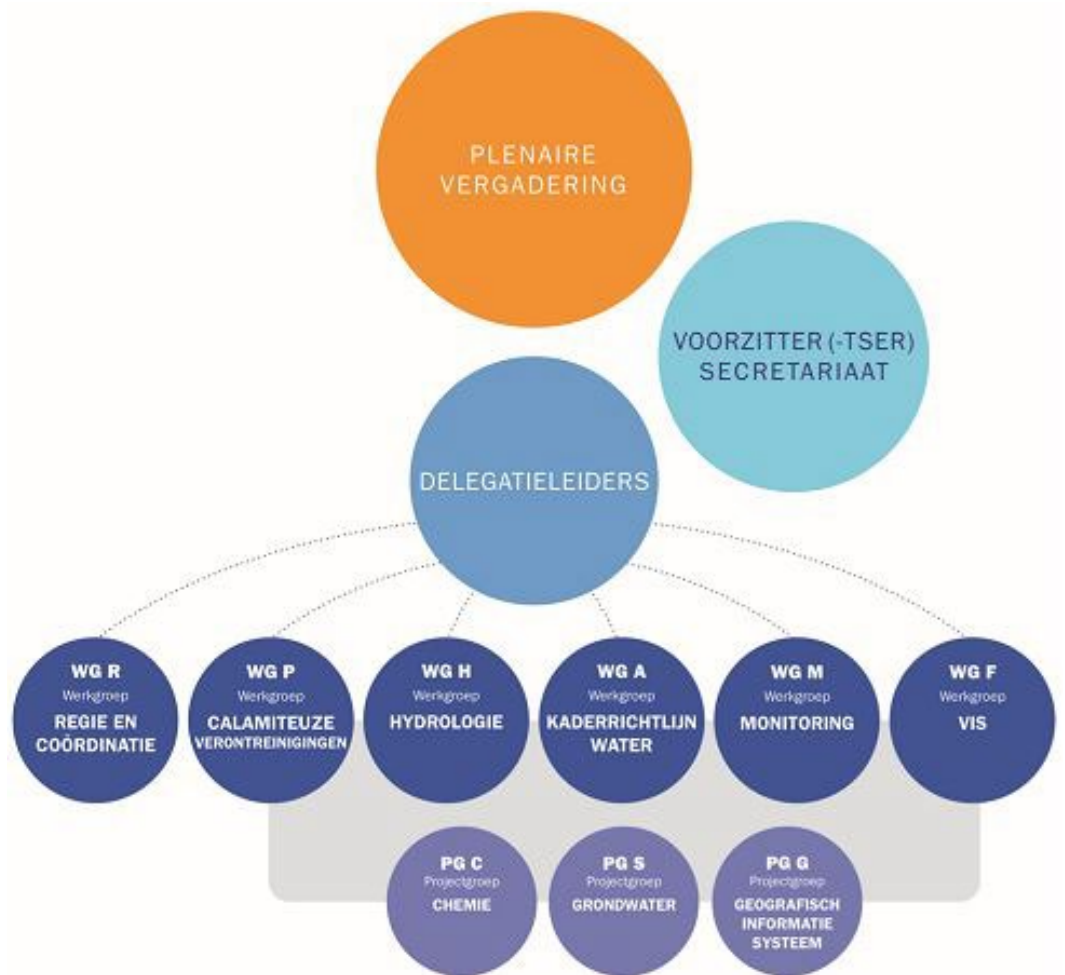 PLENAIRE
VERGADERING
VOORZITTER (-TSER)
SECRETARIAAT
DELEGATIELEIDERS
WG R
Werkgroep
REGIE EN
COÖRDINATIE
WG P
Werkgroep
CALAMITEUZE
VERONTREINIGINGEN
WG H
Werkgroep
HYDROLOGIE
WG A
Werkgroep
KADERRICHTLIJN
WATER
WG M
Werkgroep
MONITORING
WG F
Werkgroep
VIS
PG C
Projectgroep
CHEMIE
PG S
Projectgroep
GRONDWATER
PG G
Projectgroep
GEOGRAFISCH
INFORMATIE
SYSTEEM